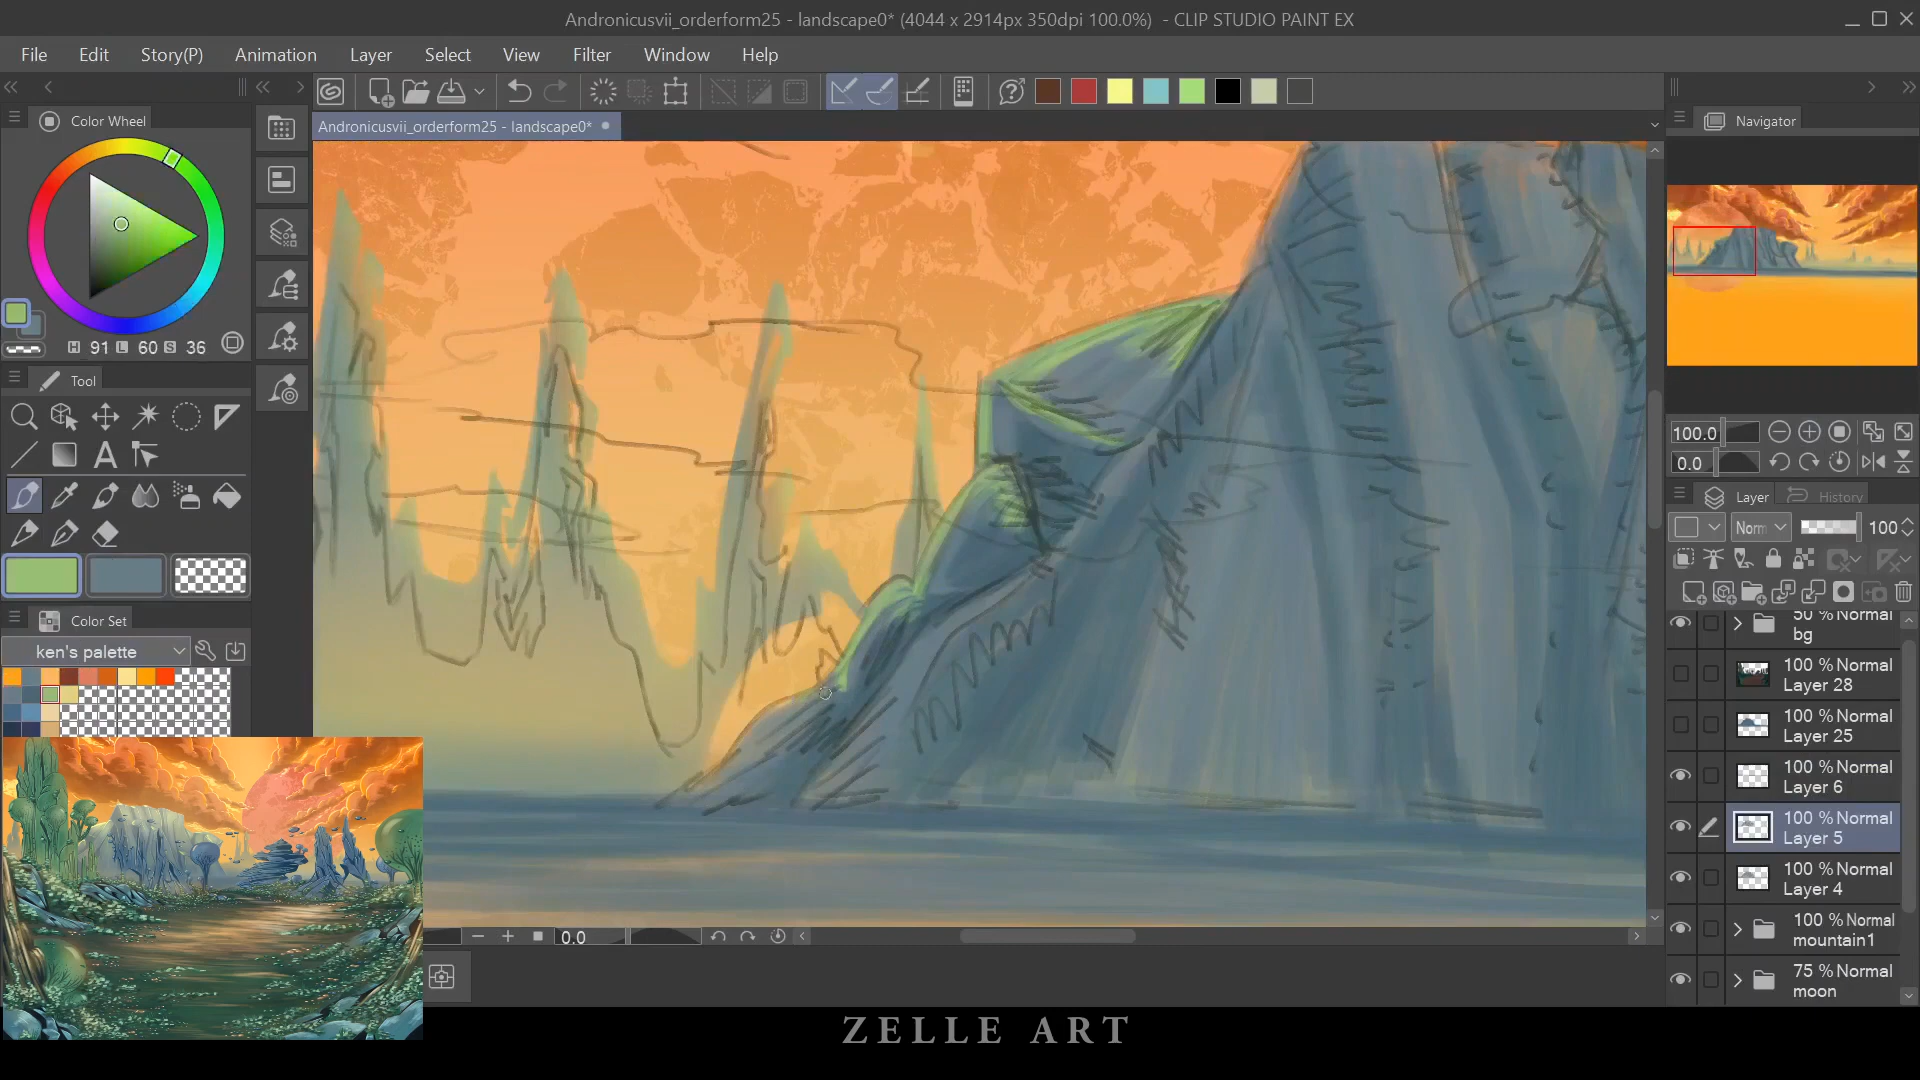 Andronicusvii_orderform25 - landscape0* (4044 x 2914px 350dpi 100.0%) - CLIP STUDIO PAINT EX
File Edit Story(P) Animation Layer Select View Filter Window Help
Color Wheel
Andronicusvii_orderform25 - landscape0*
Navigator
H 91 L 60 S 36
Tool
100.0
0.0
Layer History
Norm 100
Color Set
ken's palette
50 % Normal
bg
100 % Normal
Layer 28
100 % Normal
Layer 25
100 % Normal
Layer 6
100 % Normal
Layer 5
100 % Normal
Layer 4
100 % Normal
mountain1
75 % Normal
moon
0.0
ZELLE ART